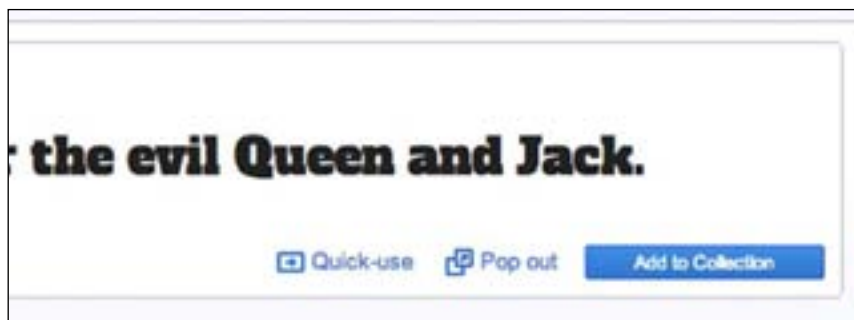 the evil Queen and Jack.
Quick-use Pop out Add to Collection